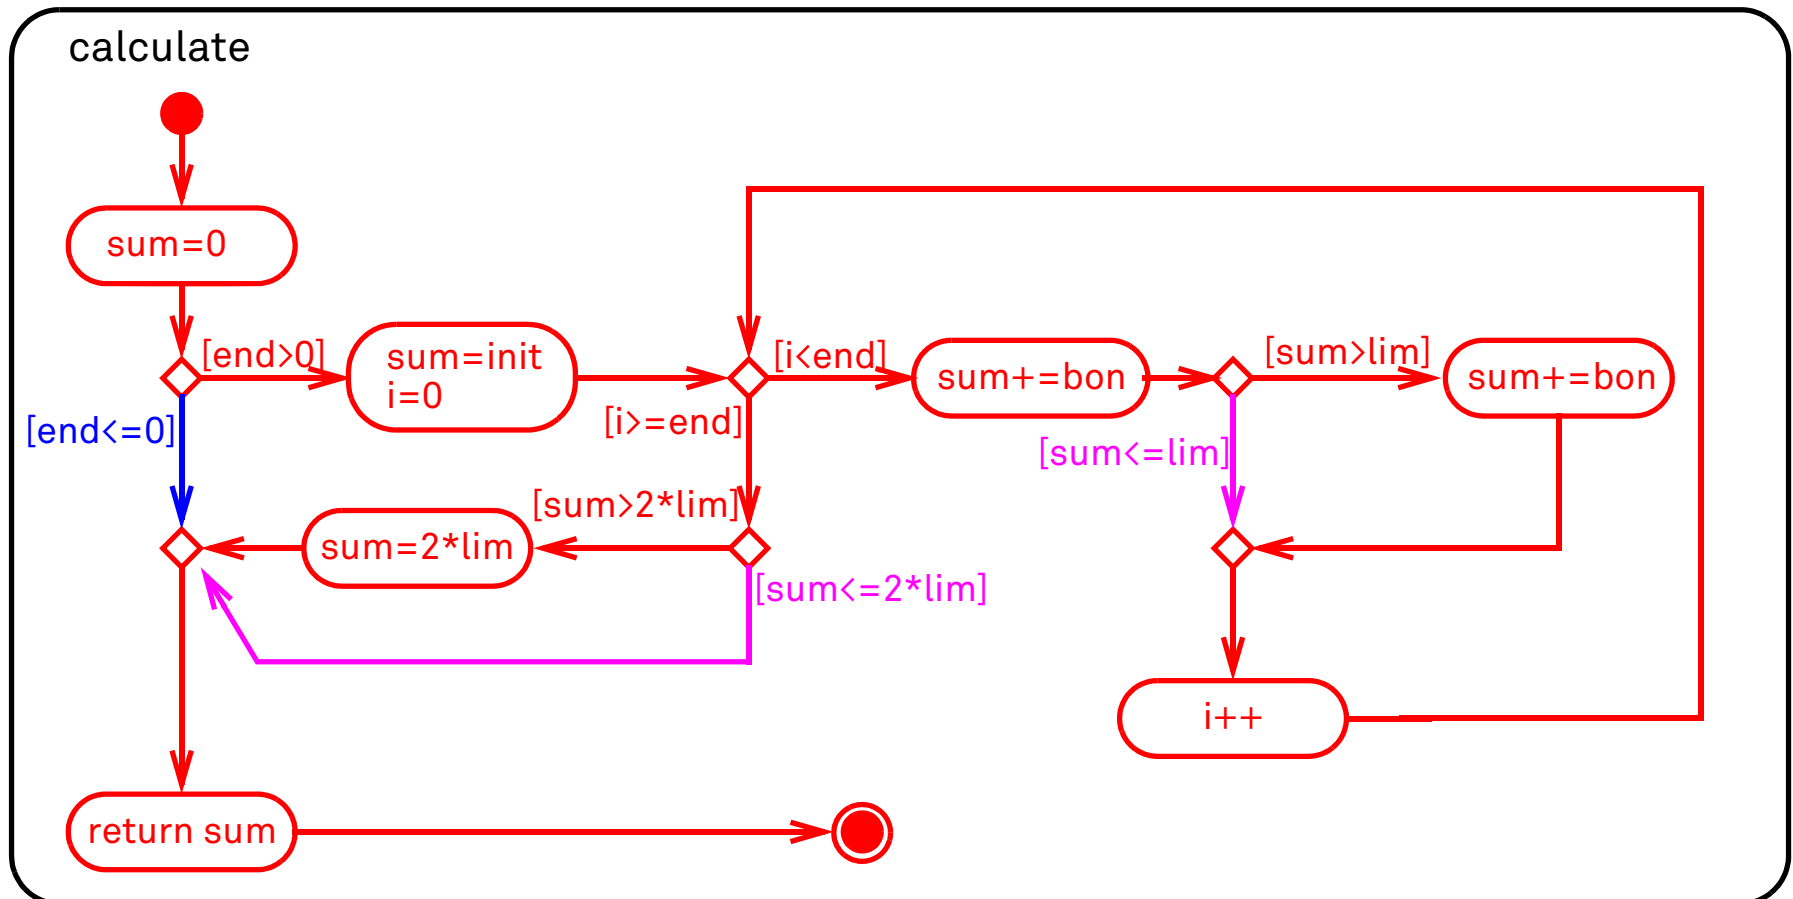 calculate
sum=0
[end>0]
sum=init
i=0
[i<end]
sum+=bon
[sum>lim]
sum+=bon
[end<=0]
[i>=end]
[sum<=lim]
[sum>2*lim]
sum=2*lim
[sum<=2*lim]
i++
return sum